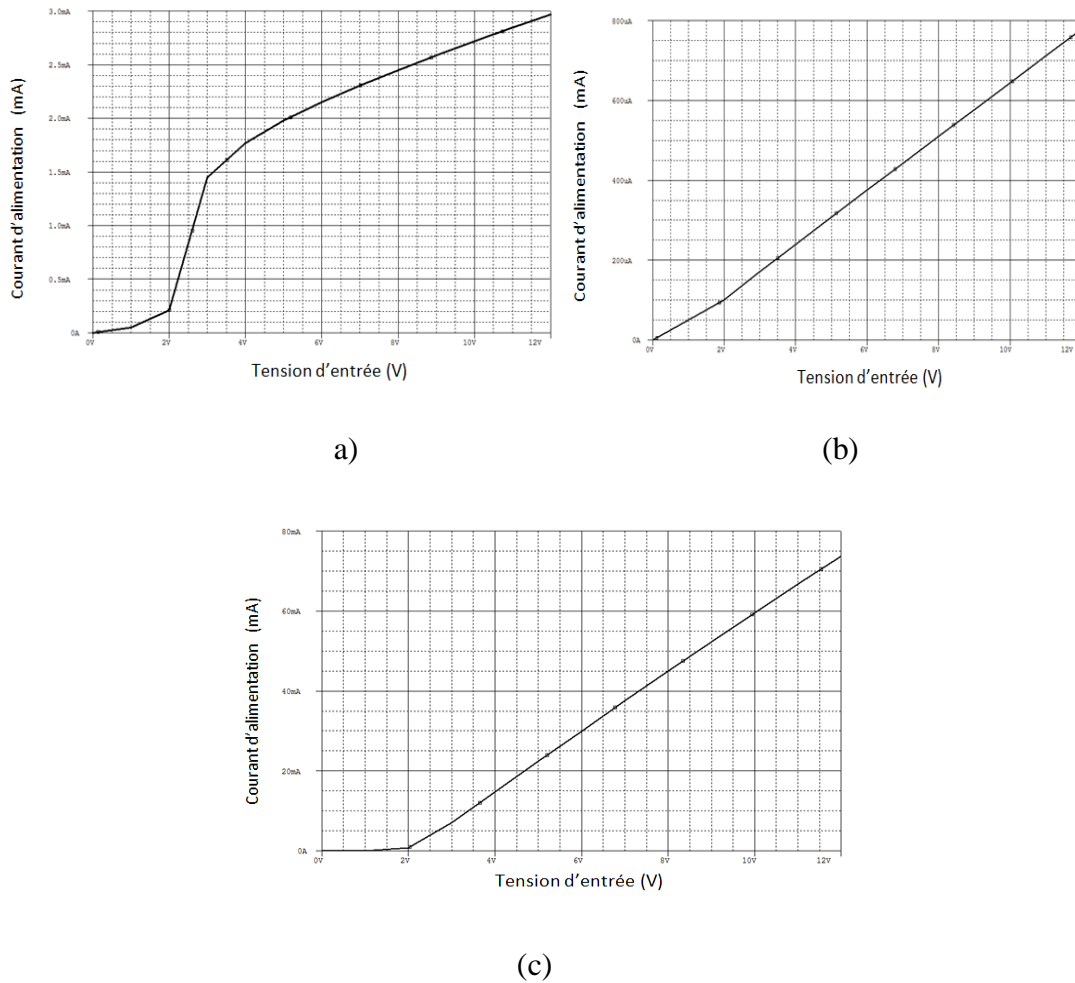 3.0mA
2.5mA
2.0mA
1.5mA
1.0mA
0.5mA
0A
0V 2V 4V 6V 8V 10V 12V
Courant d'alimentation (mA)
Tension d'entrée (V)
a)
800uA
600uA
400uA
200uA
0A
0V 2V 4V 6V 8V 10V 12V
Courant d'alimentation (mA)
Tension d'entrée (V)
(b)
80mA
60mA
40mA
20mA
0A
0V 2V 4V 6V 8V 10V 12V
Courant d'alimentation (mA)
Tension d'entrée (V)
(c)